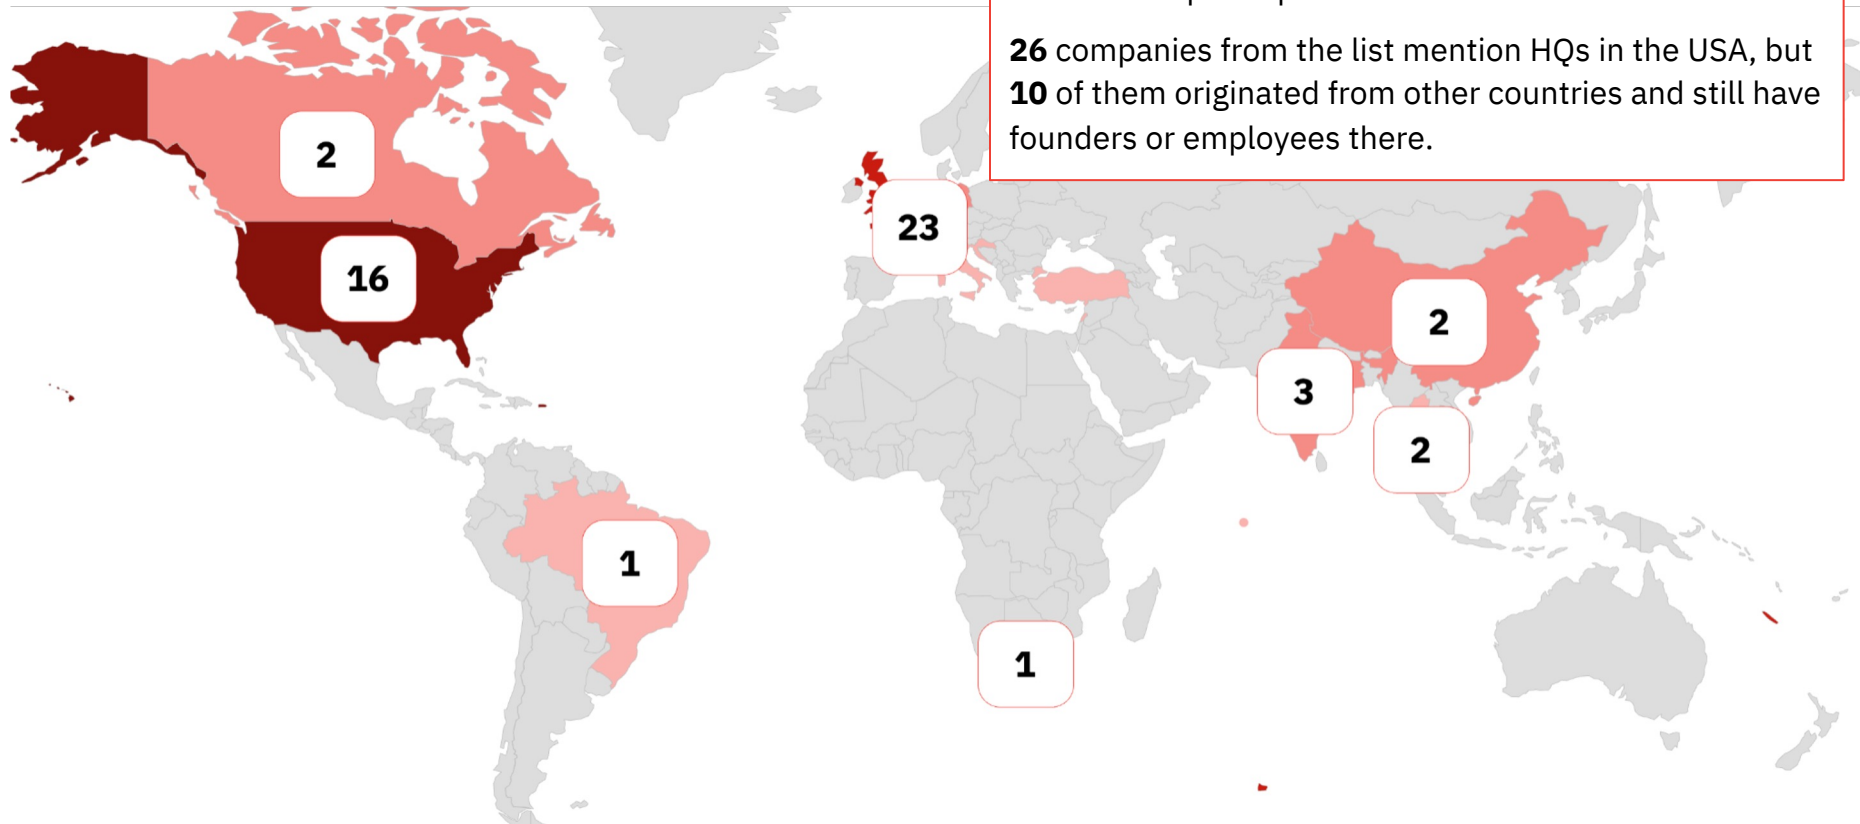 26 companies from the list mention HQs in the USA, but
10 of them originated from other countries and still have
founders or employees there.
2
23
16
2
3
2
1
1